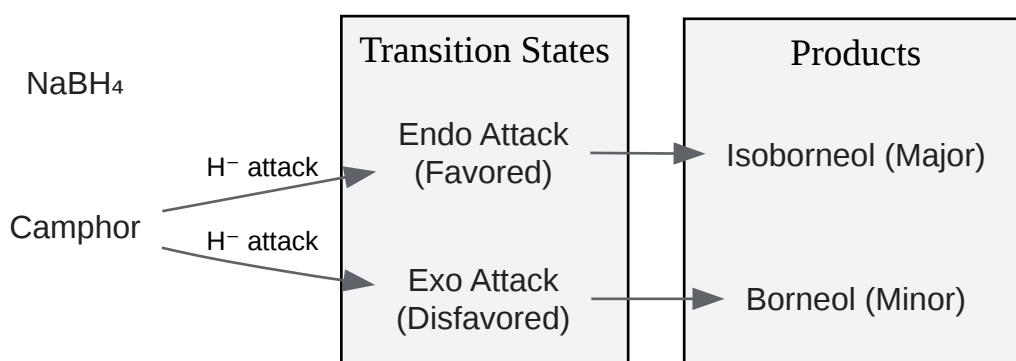 NaBH₄
Camphor
H⁻ attack
H⁻ attack
Transition States
Endo Attack
(Favored)
Exo Attack
(Disfavored)
Products
Isoborneol (Major)
Borneol (Minor)